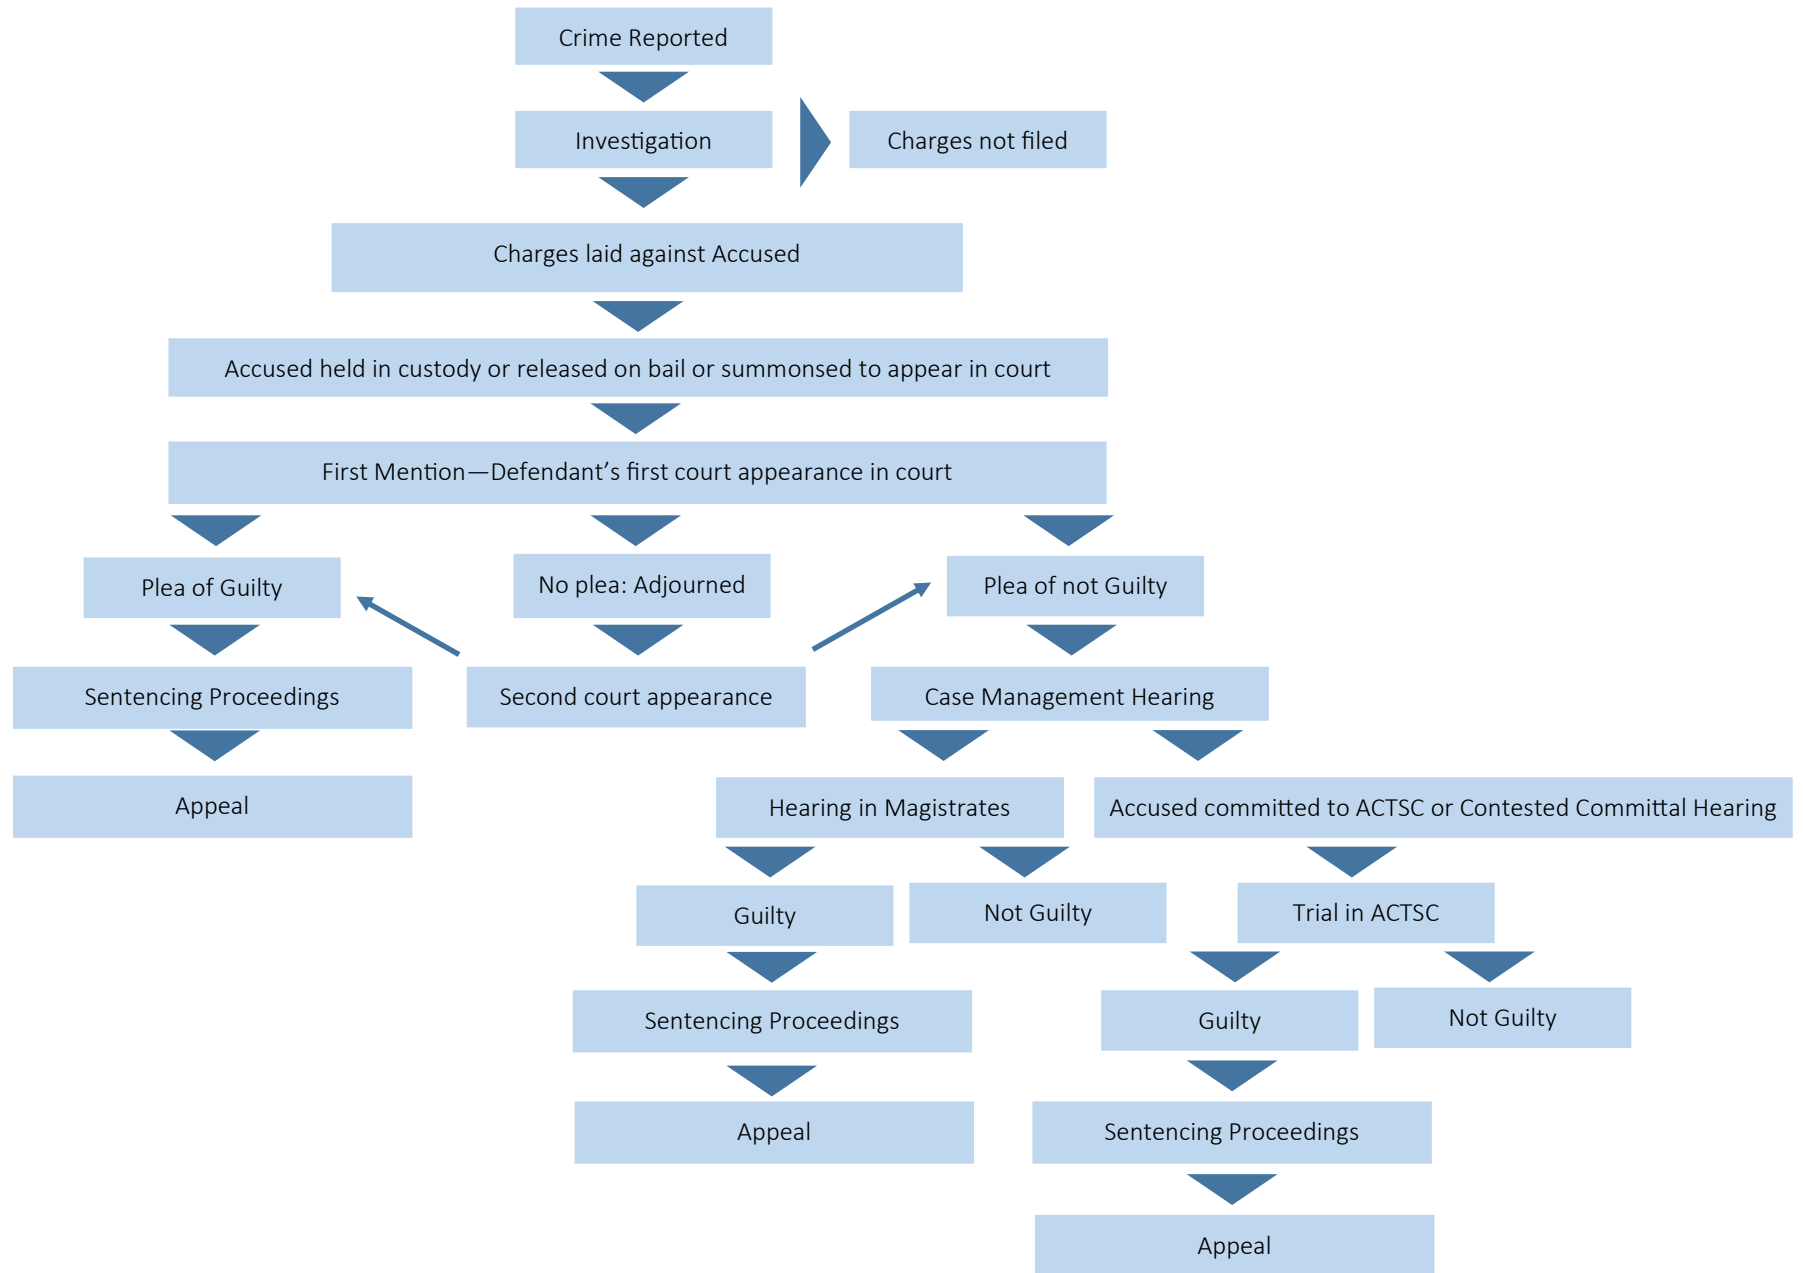 Crime Reported
Investigation
Charges not filed
Charges laid against Accused
Accused held in custody or released on bail or summonsed to appear in court
First Mention—Defendant’s first court appearance in court
Plea of Guilty
No plea: Adjourned
Plea of not Guilty
Sentencing Proceedings
Second court appearance
Case Management Hearing
Appeal
Hearing in Magistrates
Accused committed to ACTSC or Contested Committal Hearing
Guilty
Not Guilty
Trial in ACTSC
Sentencing Proceedings
Guilty
Not Guilty
Appeal
Sentencing Proceedings
Appeal